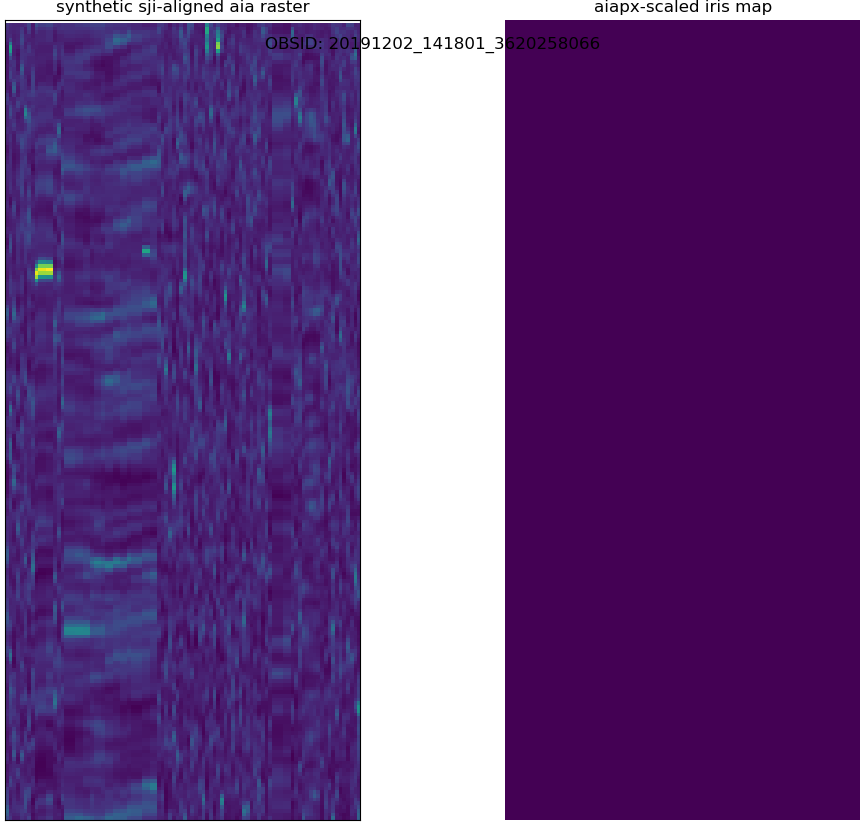 synthetic sji-aligned aia raster
aiapx-scaled iris map
OBSID: 20191202_141801_3620258066